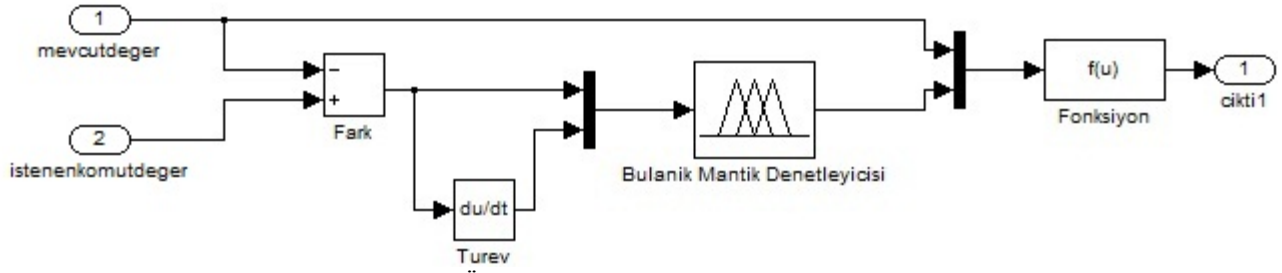 1
mevcutdeger
2
istenenkomutdeger
−
+
Fark
du/dt
Turev
Bulanik Mantik Denetleyicisi
f(u)
Fonksiyon
1
cikti1